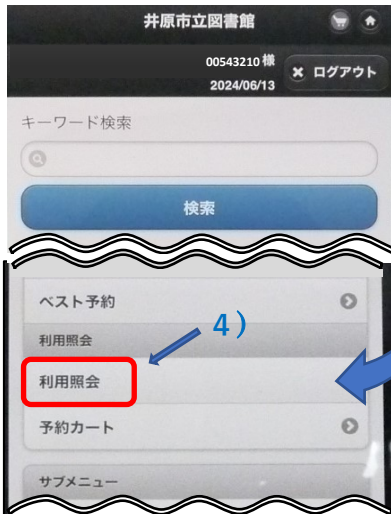 井原市立図書館
00543210 様
2024/06/13
ログアウト
キーワード検索
検索
ベスト予約
4)
利用照会
利用照会
予約カート
サブメニュー